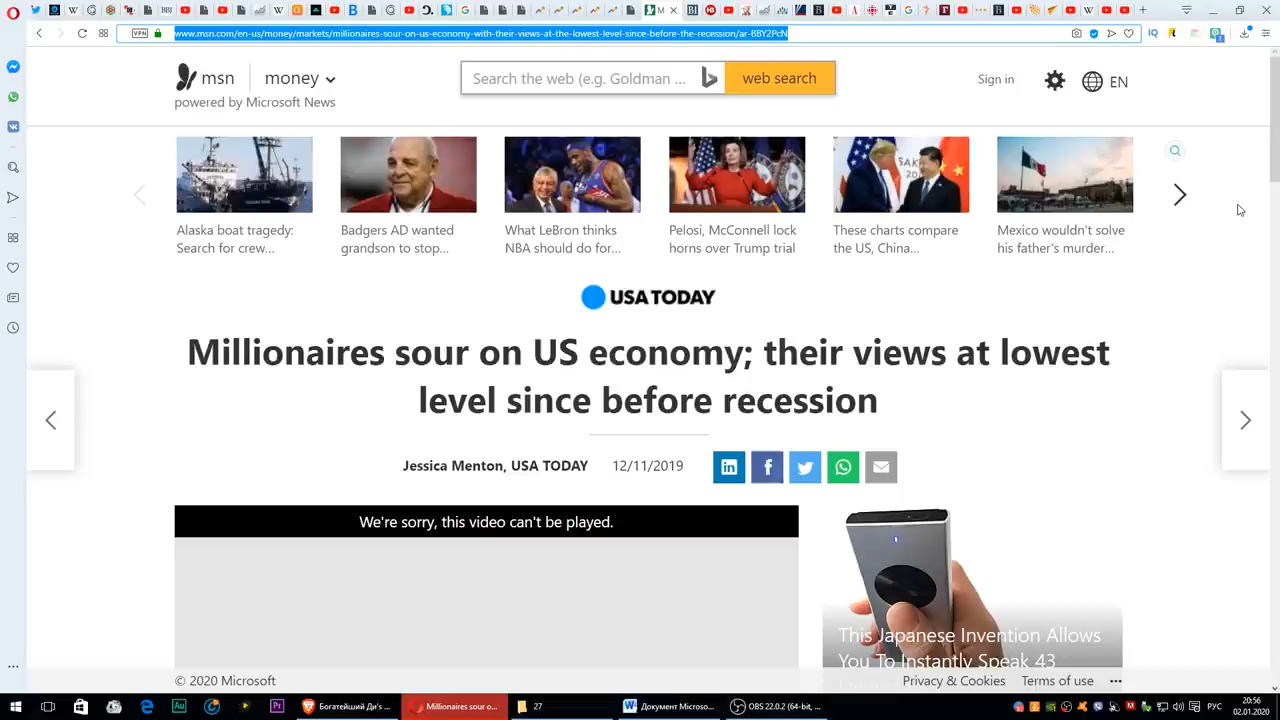 M
VPN
www.msn.com/en-us/money/markets/millionaires-sour-on-us-economy-with-their-views-at-the-lowest-level-since-before-the-recession/ar-BBY2PcN
IQ
msn
money
powered by Microsoft News
Search the web (e.g. Goldman ...
web search
Sign in
EN
Alaska boat tragedy:
Search for crew...
Badgers AD wanted
grandson to stop...
What LeBron thinks
NBA should do for...
Pelosi, McConnell lock
horns over Trump trial
These charts compare
the US, China...
Mexico wouldn't solve
his father's murder...
USA TODAY
Millionaires sour on US economy; their views at lowest
level since before recession
Jessica Menton, USA TODAY
12/11/2019
We're sorry, this video can't be played.
This Japanese Invention Allows
You To Instantly Speak 43
© 2020 Microsoft
Privacy & Cookies
Terms of use
Богатейший Ди's ...
Millionaires sour o...
27
Документ Microso...
OBS 22.0.2 (64-bit, ...
РУС
20:56
02.01.2020